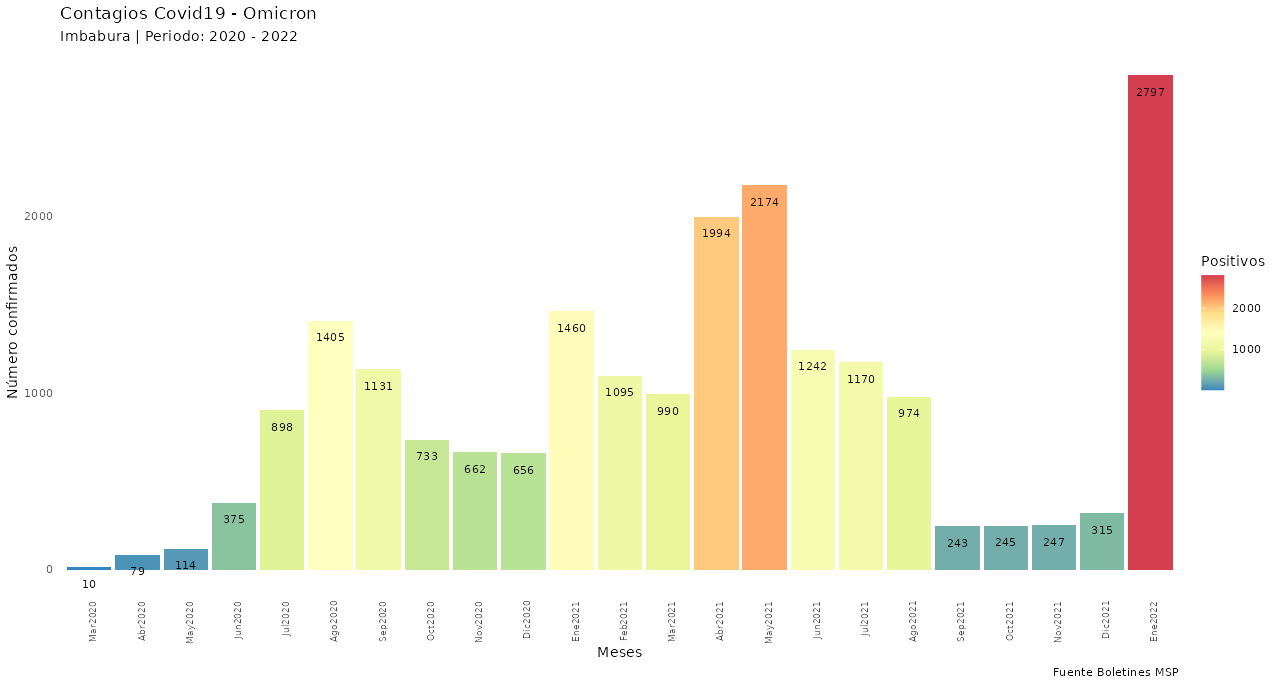 Contagios Covid19 - Omicron
Imbabura | Periodo: 2020 - 2022
Número confirmados
2000
1000
0
10
79
114
375
898
1405
1131
733
662
656
1460
1095
990
1994
2174
1242
1170
974
243
245
247
315
2797
Mar2020
Abr2020
May2020
Jun2020
Jul2020
Ago2020
Sep2020
Oct2020
Nov2020
Dic2020
Ene2021
Feb2021
Mar2021
Abr2021
May2021
Jun2021
Jul2021
Ago2021
Sep2021
Oct2021
Nov2021
Dic2021
Ene2022
Meses
Positivos
2000
1000
Fuente Boletines MSP